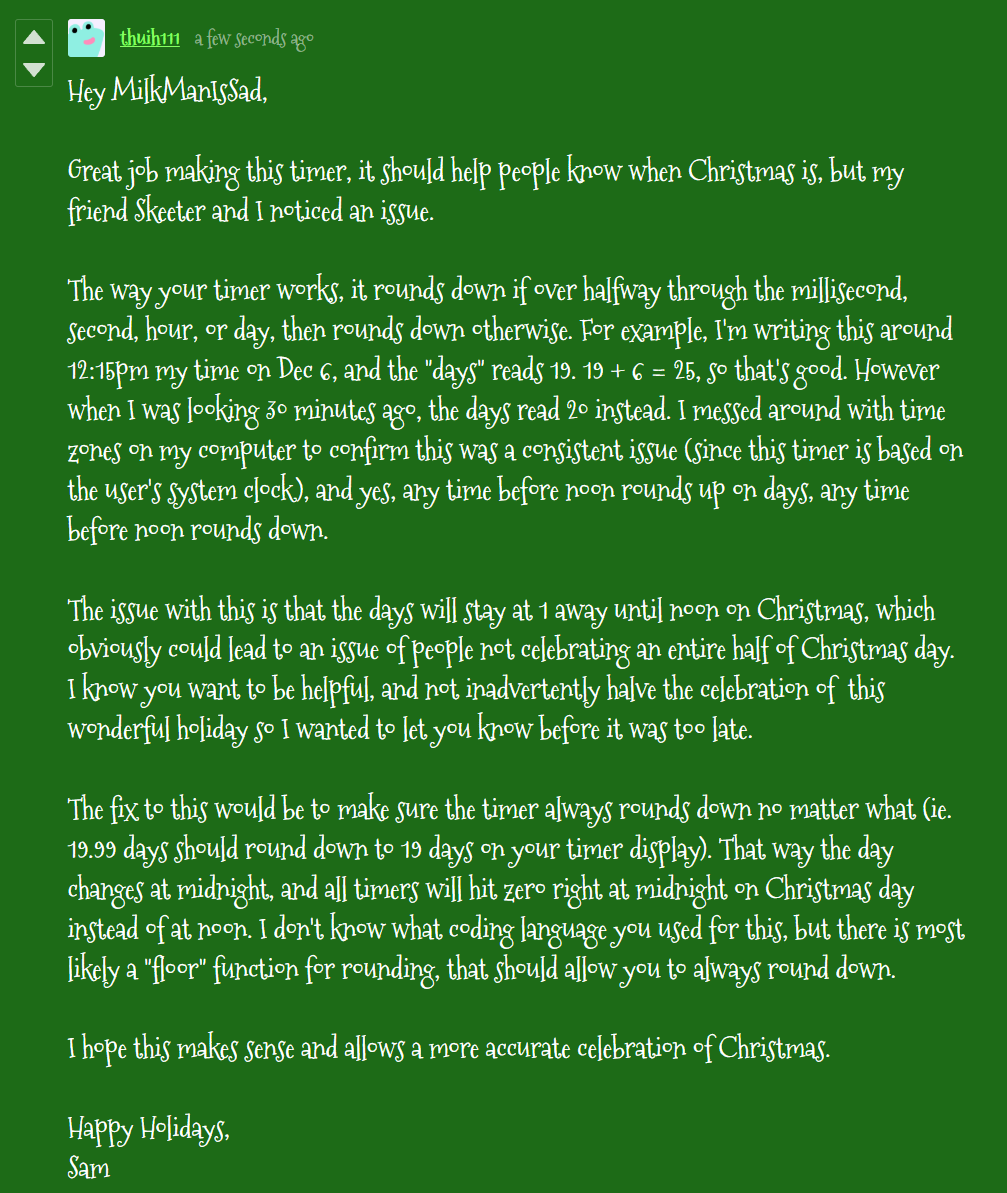 thuih111 a few seconds ago
Hey MilkManIsSad,
Great job making this timer, it should help people know when Christmas is, but my
friend Skeeter and I noticed an issue.
The way your timer works, it rounds down if over halfway through the millisecond,
second, hour, or day, then rounds down otherwise. For example, I'm writing this around
12:15pm my time on Dec 6, and the "days" reads 19. 19 + 6 = 25, so that's good. However
when I was looking 30 minutes ago, the days read 20 instead. I messed around with time
zones on my computer to confirm this was a consistent issue (since this timer is based on
the user's system clock), and yes, any time before noon rounds up on days, any time
before noon rounds down.
The issue with this is that the days will stay at 1 away until noon on Christmas, which
obviously could lead to an issue of people not celebrating an entire half of Christmas day.
I know you want to be helpful, and not inadvertently halve the celebration of this
wonderful holiday so I wanted to let you know before it was too late.
The fix to this would be to make sure the timer always rounds down no matter what (ie.
19.99 days should round down to 19 days on your timer display). That way the day
changes at midnight, and all timers will hit zero right at midnight on Christmas day
instead of at noon. I don't know what coding language you used for this, but there is most
likely a "floor" function for rounding, that should allow you to always round down.
I hope this makes sense and allows a more accurate celebration of Christmas.
Happy Holidays,
Sam